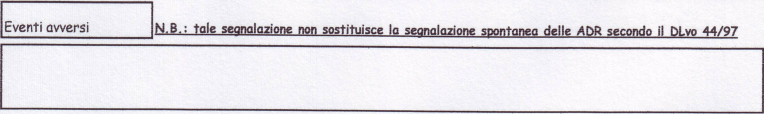 Eventi avversi
N.B.: tale segnalazione non sostituisce la segnalazione spontanea delle ADR secondo il DLvo 44/97